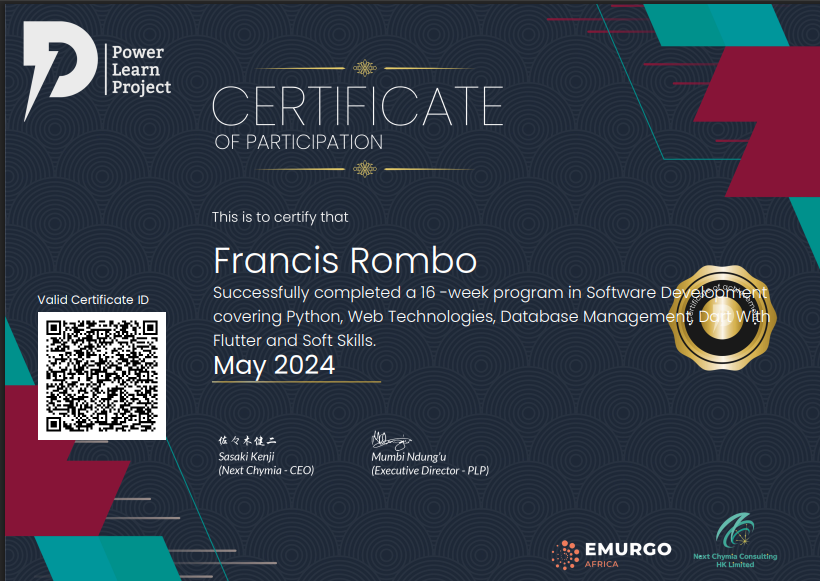 Power
Learn
Project
CERTIFICATE
OF PARTICIPATION
This is to certify that
Francis Rombo
Successfully completed a 16 -week program in Software Development
covering Python, Web Technologies, Database Management, Dart With
Flutter and Soft Skills.
May 2024
Valid Certificate ID
certificate of achievement
佐々木健二
Sasaki Kenji
(Next Chymia - CEO)
Mumbi Ndung'u
(Executive Director - PLP)
EMURGO
AFRICA
Next Chymia Consulting
HK Limited